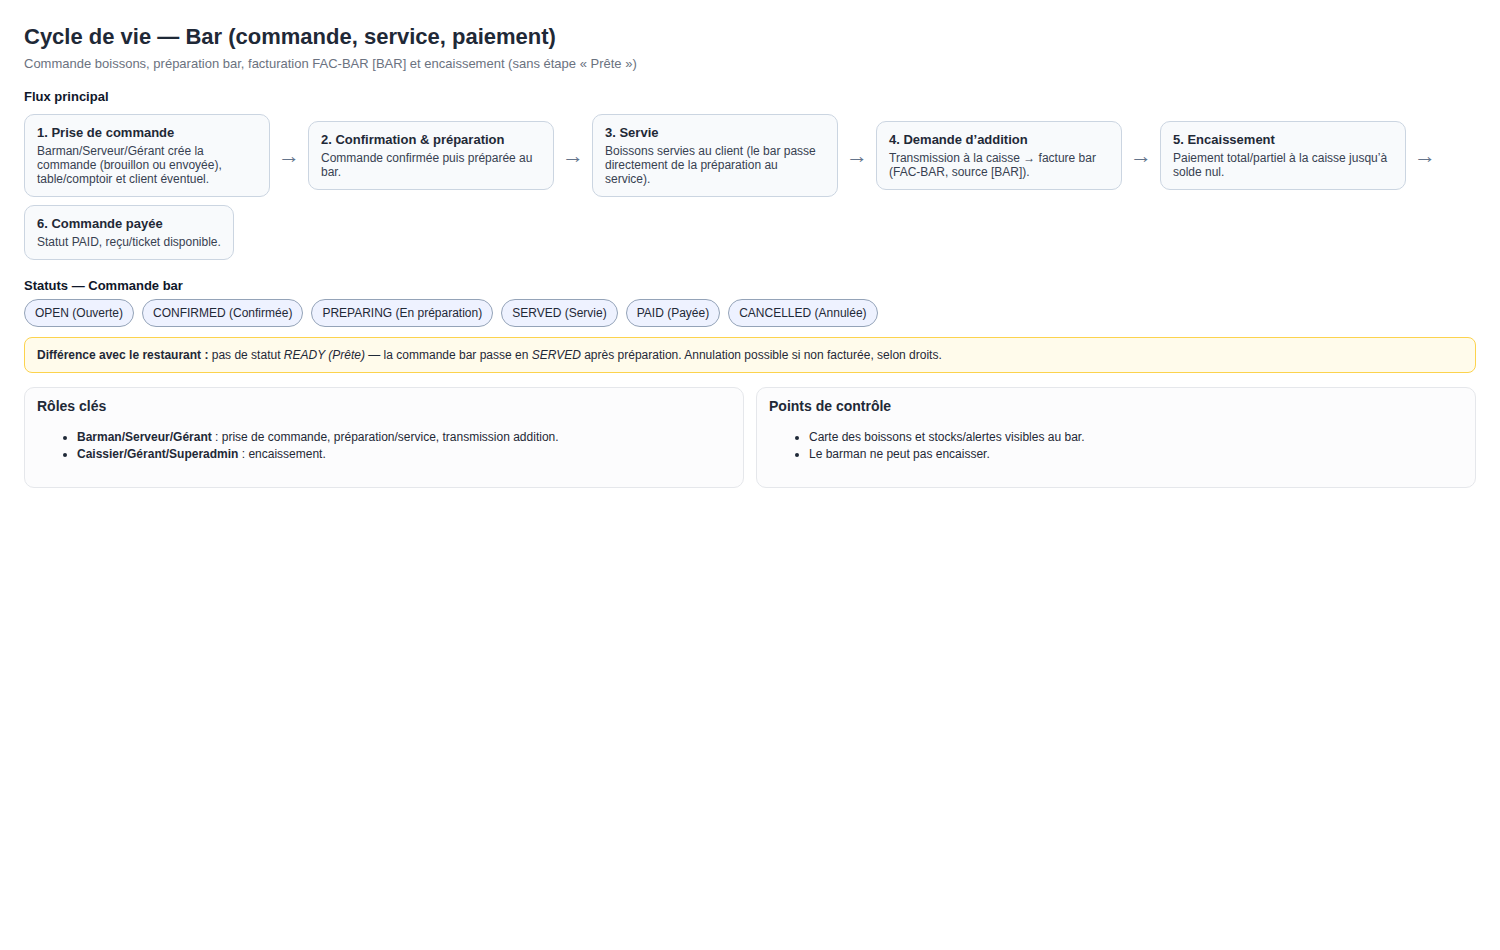 Cycle de vie — Bar (commande, service, paiement)
Commande boissons, préparation bar, facturation FAC-BAR [BAR] et encaissement (sans étape « Prête »)
Flux principal
1. Prise de commande
Barman/Serveur/Gérant crée la
commande (brouillon ou envoyée),
table/comptoir et client éventuel.
→
2. Confirmation & préparation
Commande confirmée puis préparée au
bar.
→
3. Servie
Boissons servies au client (le bar passe
directement de la préparation au
service).
→
4. Demande d’addition
Transmission à la caisse → facture bar
(FAC-BAR, source [BAR]).
→
5. Encaissement
Paiement total/partiel à la caisse jusqu’à
solde nul.
→
6. Commande payée
Statut PAID, reçu/ticket disponible.
Statuts — Commande bar
OPEN (Ouverte)
CONFIRMED (Confirmée)
PREPARING (En préparation)
SERVED (Servie)
PAID (Payée)
CANCELLED (Annulée)
Différence avec le restaurant : pas de statut READY (Prête) — la commande bar passe en SERVED après préparation. Annulation possible si non facturée, selon droits.
Rôles clés
• Barman/Serveur/Gérant : prise de commande, préparation/service, transmission addition.
• Caissier/Gérant/Superadmin : encaissement.
Points de contrôle
• Carte des boissons et stocks/alertes visibles au bar.
• Le barman ne peut pas encaisser.